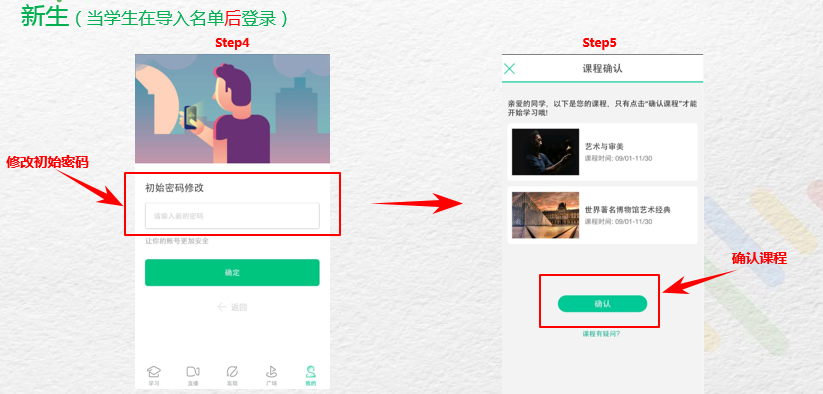 新生（当学生在导入名单后登录）
Step4
Step5
课程确认
亲爱的同学，以下是您的课程，只有点击“确认课程”才能
开始学习哦!
艺术与审美
课程时间: 09/01-11/30
世界著名博物馆艺术经典
课程时间: 09/01-11/30
修改初始密码
初始密码修改
请输入新的密码
让你的账号更加安全
确定
返回
确认课程
确认
课程有疑问?
学习
直播
广场
我的